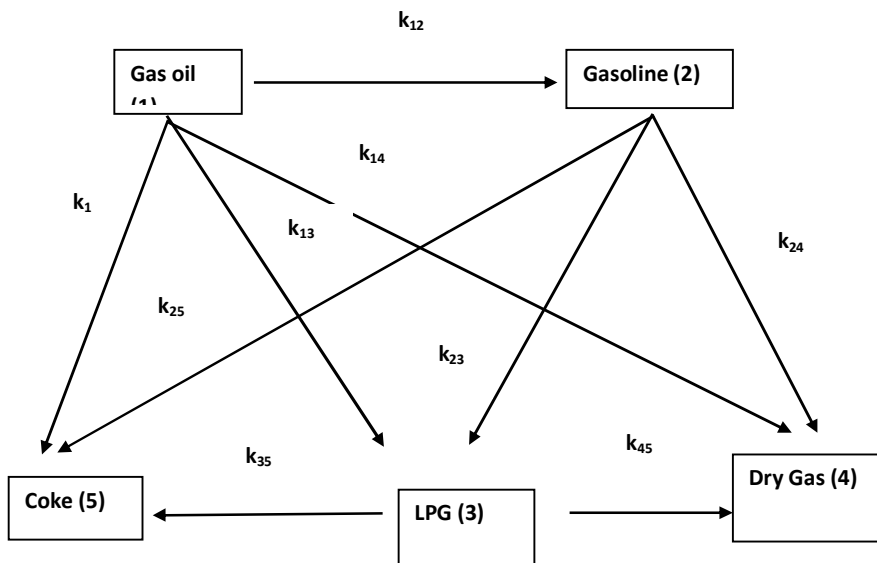 k12
Gas oil
(1)
Gasoline (2)
k14
k1
k13
k24
k25
k23
k35
k45
Coke (5)
LPG (3)
Dry Gas (4)